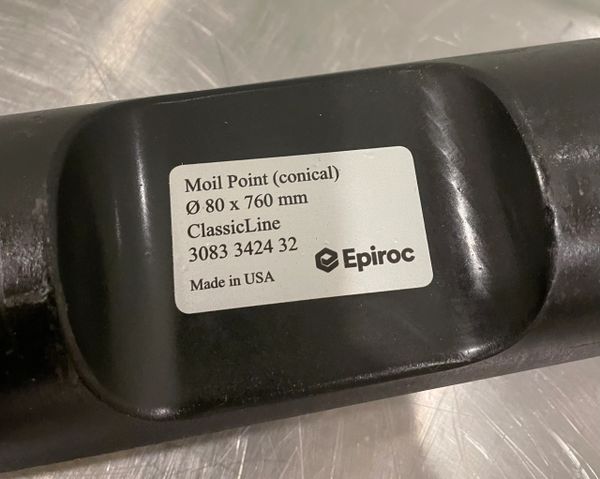 Moil Point (conical)
Ø 80 x 760 mm
ClassicLine
3083 3424 32
Epiroc
Made in USA